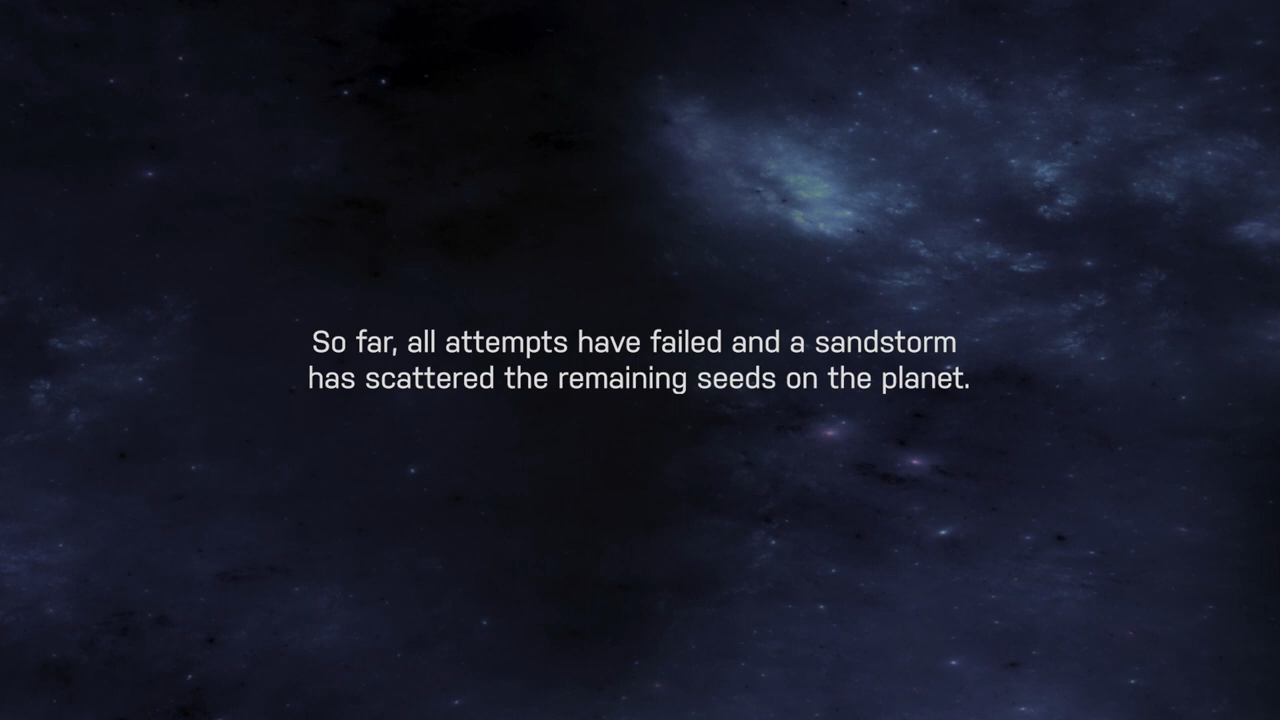 So far, all attempts have failed and a sandstorm
has scattered the remaining seeds on the planet.